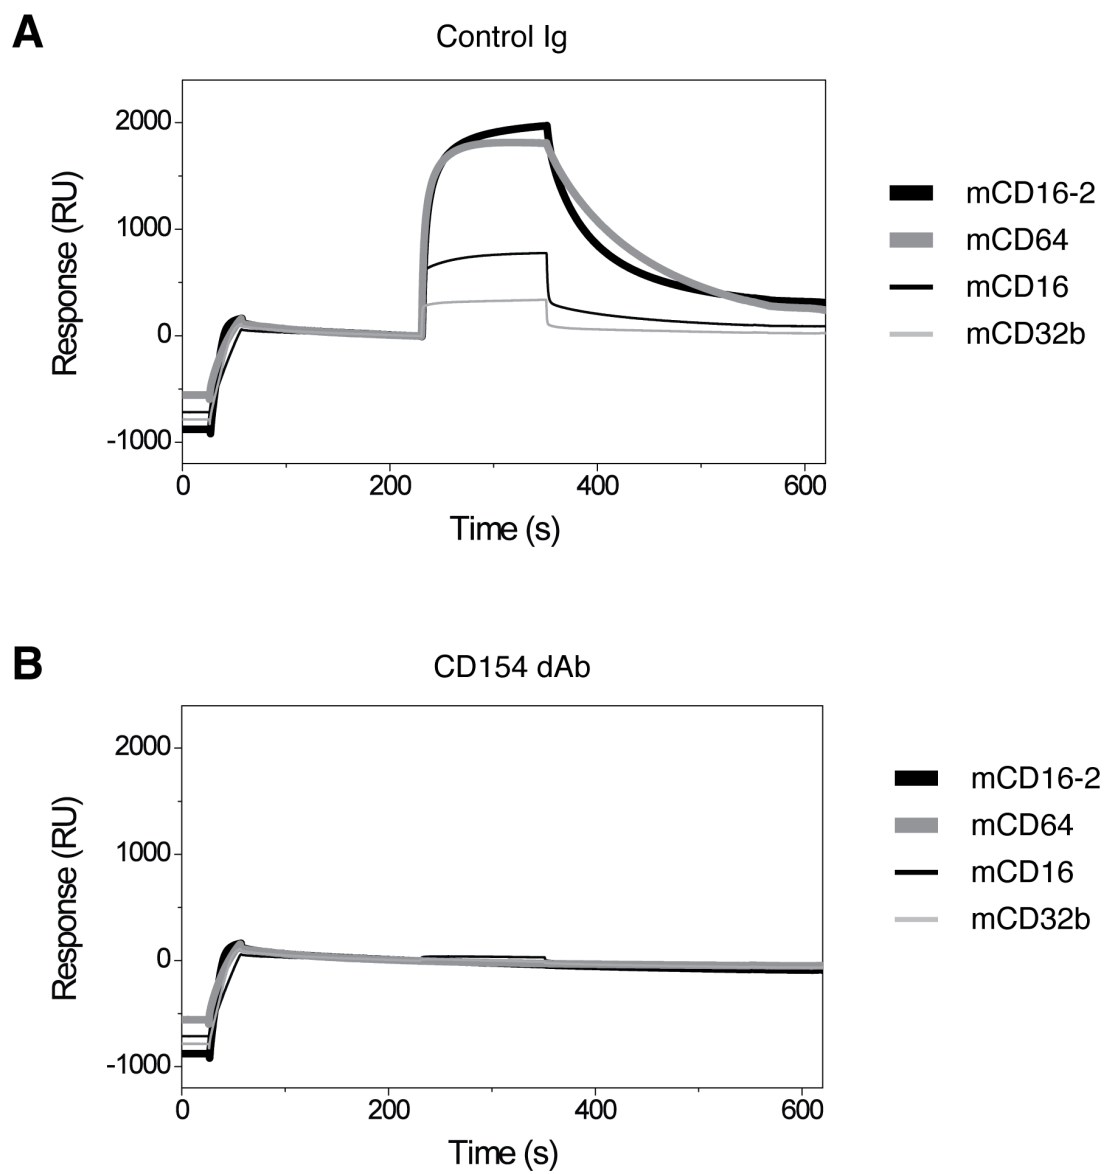 A
Control Ig
Response (RU)
2000
1000
0
-1000
0
200
400
600
Time (s)
mCD16-2
mCD64
mCD16
mCD32b
B
CD154 dAb
Response (RU)
2000
1000
0
-1000
0
200
400
600
Time (s)
mCD16-2
mCD64
mCD16
mCD32b